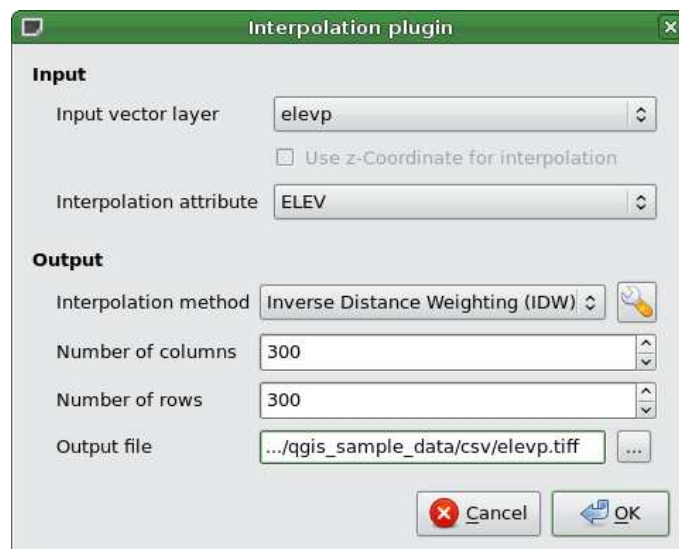 Interpolation plugin
Input
Input vector layer elevp
Use z-Coordinate for interpolation
Interpolation attribute ELEV
Output
Interpolation method Inverse Distance Weighting (IDW)
Number of columns 300
Number of rows 300
Output file .../qgis_sample_data/csv/elevp.tiff ...
Cancel OK